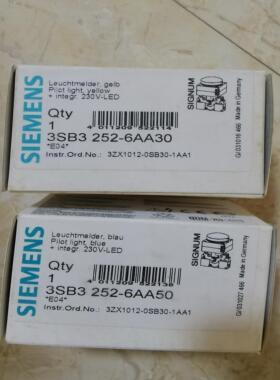 SIEMENS
Leuchtmelder, gelb
Pilot light, yellow
+ integr. 230V-LED
Qty
1
3SB3 252-6AA30
*E04*
Instr.Ord.No.: 3ZX1012-0SB30-1AA1
SIGNUM
Made in Germany
SIEMENS
Leuchtmelder, blau
Pilot light, blue
+ integr. 230V-LED
Qty
1
3SB3 252-6AA50
*E04*
Instr.Ord.No.: 3ZX1012-0SB30-1AA1
SIGNUM
Made in Germany